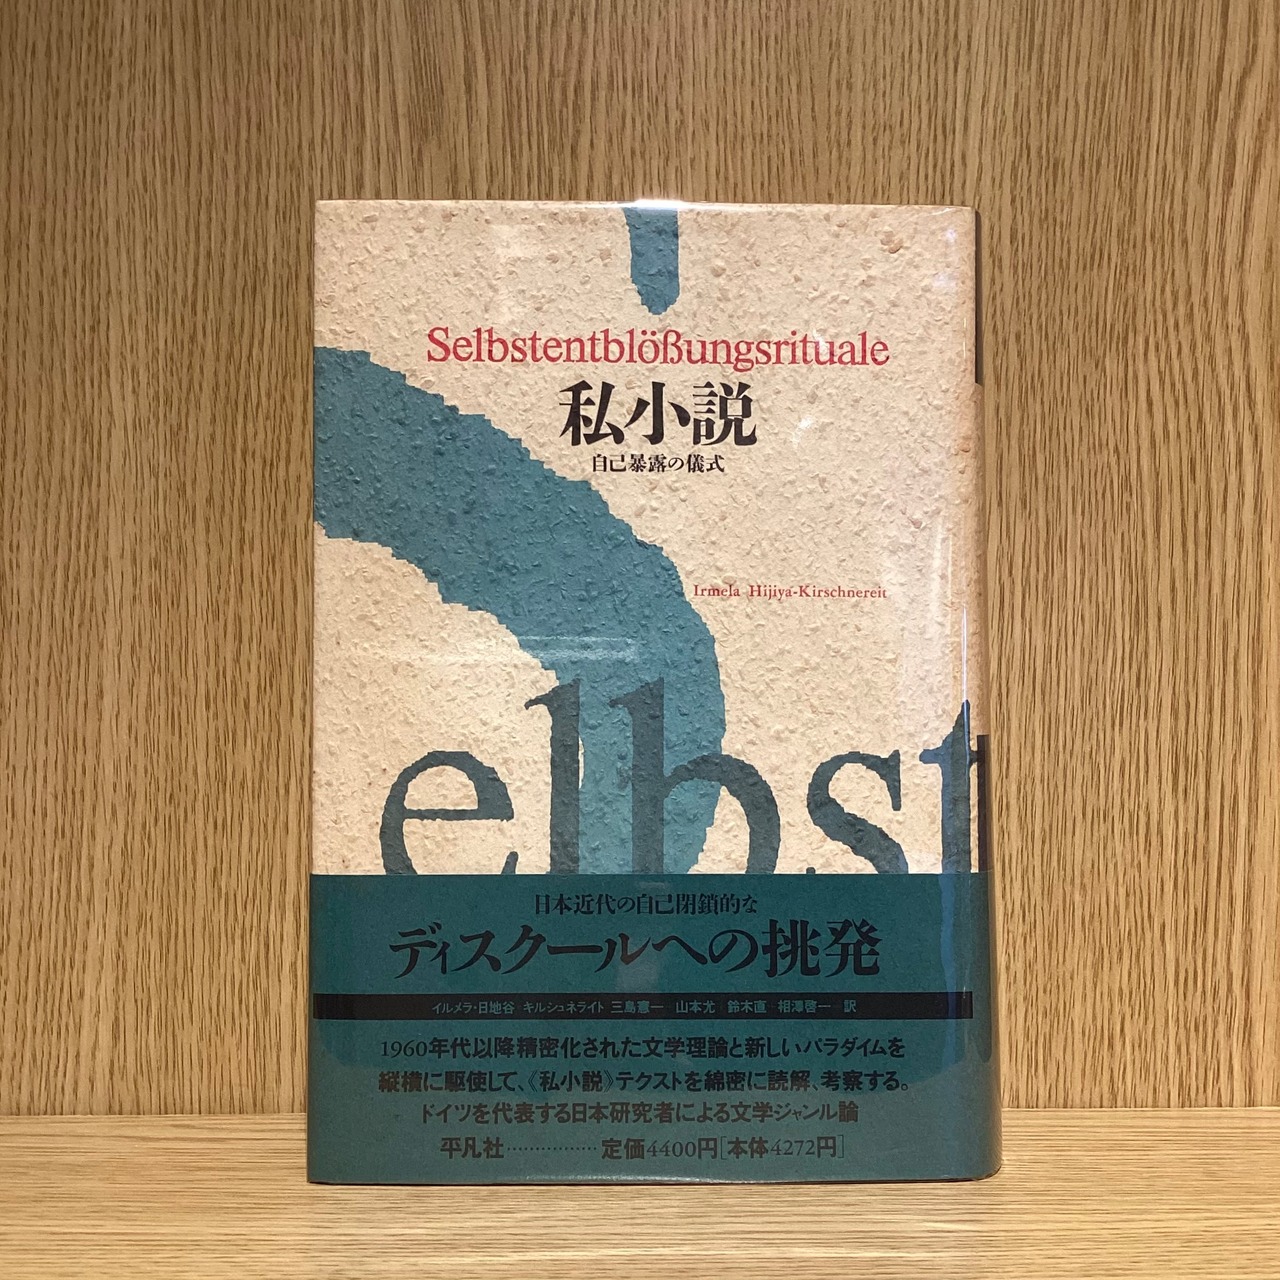 Selbstentblößungsrituale
私小説
自己暴露の儀式
Irmela Hijiya-Kirschnereit
elbst
日本近代の自己閉鎖的な
ディスクールへの挑発
イルメラ・日地谷 キルシュネライト 三島憲一 山本尤 鈴木直 相澤啓一 訳
1960年代以降精密化された文学理論と新しいパラダイムを
縦横に駆使して、《私小説》テクストを綿密に読解、考察する。
ドイツを代表する日本研究者による文学ジャンル論
平凡社················定価4400円[本体4272円]